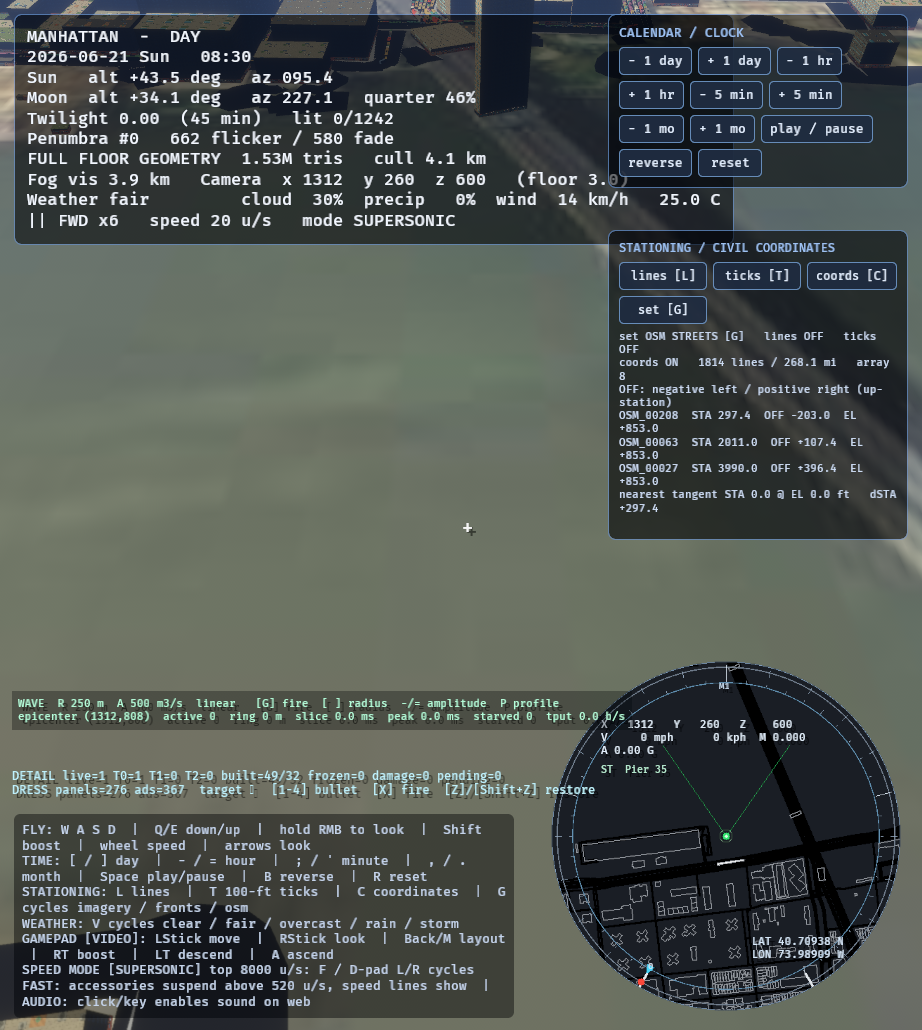 MANHATTAN - DAY
2026-06-21 Sun 08:30
Sun alt +43.5 deg az 095.4
Moon alt +34.1 deg az 227.1 quarter 46%
Twilight 0.00 (45 min) lit 0/1242
Penumbra #0 662 flicker / 580 fade
FULL FLOOR GEOMETRY 1.53M tris cull 4.1 km
Fog vis 3.9 km Camera x 1312 y 260 z 600 (floor 3.0)
Weather fair cloud 30% precip 0% wind 14 km/h 25.0 C
|| FWD x6 speed 20 u/s mode SUPERSONIC
CALENDAR / CLOCK
- 1 day + 1 day - 1 hr
+ 1 hr - 5 min + 5 min
- 1 mo + 1 mo play / pause
reverse reset
STATIONING / CIVIL COORDINATES
lines [L] ticks [T] coords [C]
set [G]
set OSM STREETS [G] lines OFF ticks
OFF
coords ON 1814 lines / 268.1 mi array
8
OFF: negative left / positive right (up-
station)
OSM_00208 STA 297.4 OFF -203.0 EL
+853.0
OSM_00063 STA 2011.0 OFF +107.4 EL
+853.0
OSM_00027 STA 3990.0 OFF +396.4 EL
+853.0
nearest tangent STA 0.0 @ EL 0.0 ft dSTA
+297.4
WAVE R 250 m A 500 m3/s linear [G] fire [ ] radius -/= amplitude P profile
epicenter (1312,808) active 0 ring 0 m slice 0.0 ms peak 0.0 ms starved 0 tput 0.0 b/s
DETAIL live=1 T0=1 T1=0 T2=0 built=49/32 frozen=0 damage=0 pending=0
DRESS panels=276 ads=367 target [1-4] bullet [X] fire [Z]/[Shift+Z] restore
FLY: W A S D | Q/E down/up | hold RMB to look | Shift
boost | wheel speed | arrows look
TIME: [ / ] day | - / = hour | ; / ' minute | , / .
month | Space play/pause | B reverse | R reset
STATIONING: L lines | T 100-ft ticks | C coordinates | G
cycles imagery / fronts / osm
WEATHER: V cycles clear / fair / overcast / rain / storm
GAMEPAD [VIDEO]: LStick move | RStick look | Back/M layout
| RT boost | LT descend | A ascend
SPEED MODE [SUPERSONIC] top 8000 u/s: F / D-pad L/R cycles
FAST: accessories suspend above 520 u/s, speed lines show |
AUDIO: click/key enables sound on web
X 1312 Y 260 Z 600
V 0 mph 0 kph M 0.000
A 0.00 G
ST Pier 35
LAT 40.70938 N
LON 73.98909 W